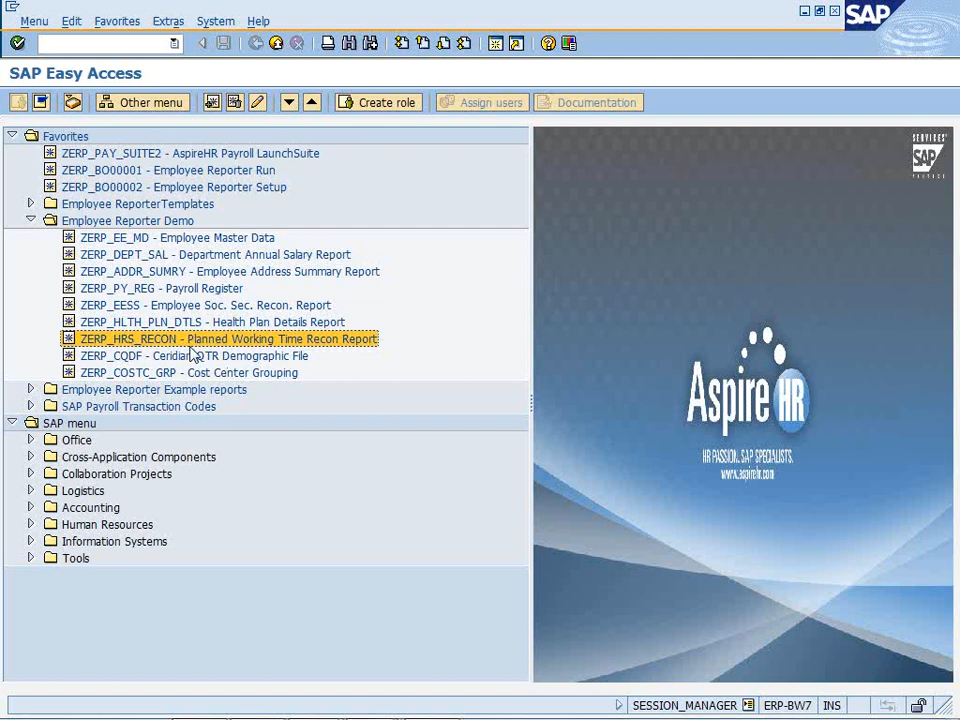 Menu Edit Favorites Extras System Help
SAP
SAP Easy Access
Other menu Create role Assign users Documentation
Favorites
ZERP_PAY_SUITE2 - AspireHR Payroll LaunchSuite
ZERP_BO00001 - Employee Reporter Run
ZERP_BO00002 - Employee Reporter Setup
Employee ReporterTemplates
Employee Reporter Demo
ZERP_EE_MD - Employee Master Data
ZERP_DEPT_SAL - Department Annual Salary Report
ZERP_ADDR_SUMRY - Employee Address Summary Report
ZERP_PY_REG - Payroll Register
ZERP_EESS - Employee Soc. Sec. Recon. Report
ZERP_HLTH_PLN_DTLS - Health Plan Details Report
ZERP_HRS_RECON - Planned Working Time Recon Report
ZERP_CQDF - Ceridian QTR Demographic File
ZERP_COSTC_GRP - Cost Center Grouping
Employee Reporter Example reports
SAP Payroll Transaction Codes
SAP menu
Office
Cross-Application Components
Collaboration Projects
Logistics
Accounting
Human Resources
Information Systems
Tools
SERVICES
SAP
PARTNER
Aspire HR
HR PASSION. SAP SPECIALISTS.
www.aspirehr.com
SESSION_MANAGER ERP-BW7 INS